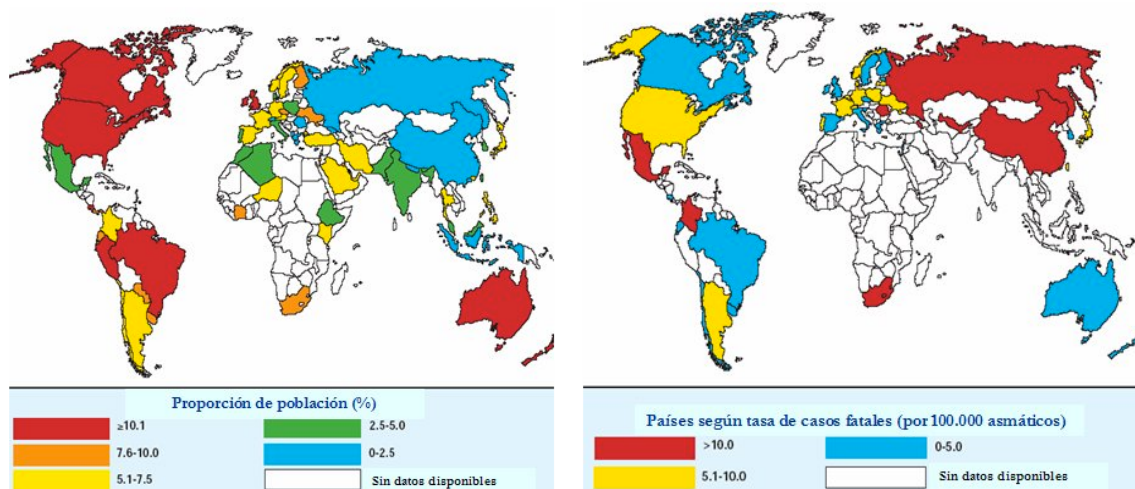 Proporción de población (%)
≥10.1
2.5-5.0
7.6-10.0
0-2.5
5.1-7.5
Sin datos disponibles
Países según tasa de casos fatales (por 100.000 asmáticos)
>10.0
0-5.0
5.1-10.0
Sin datos disponibles